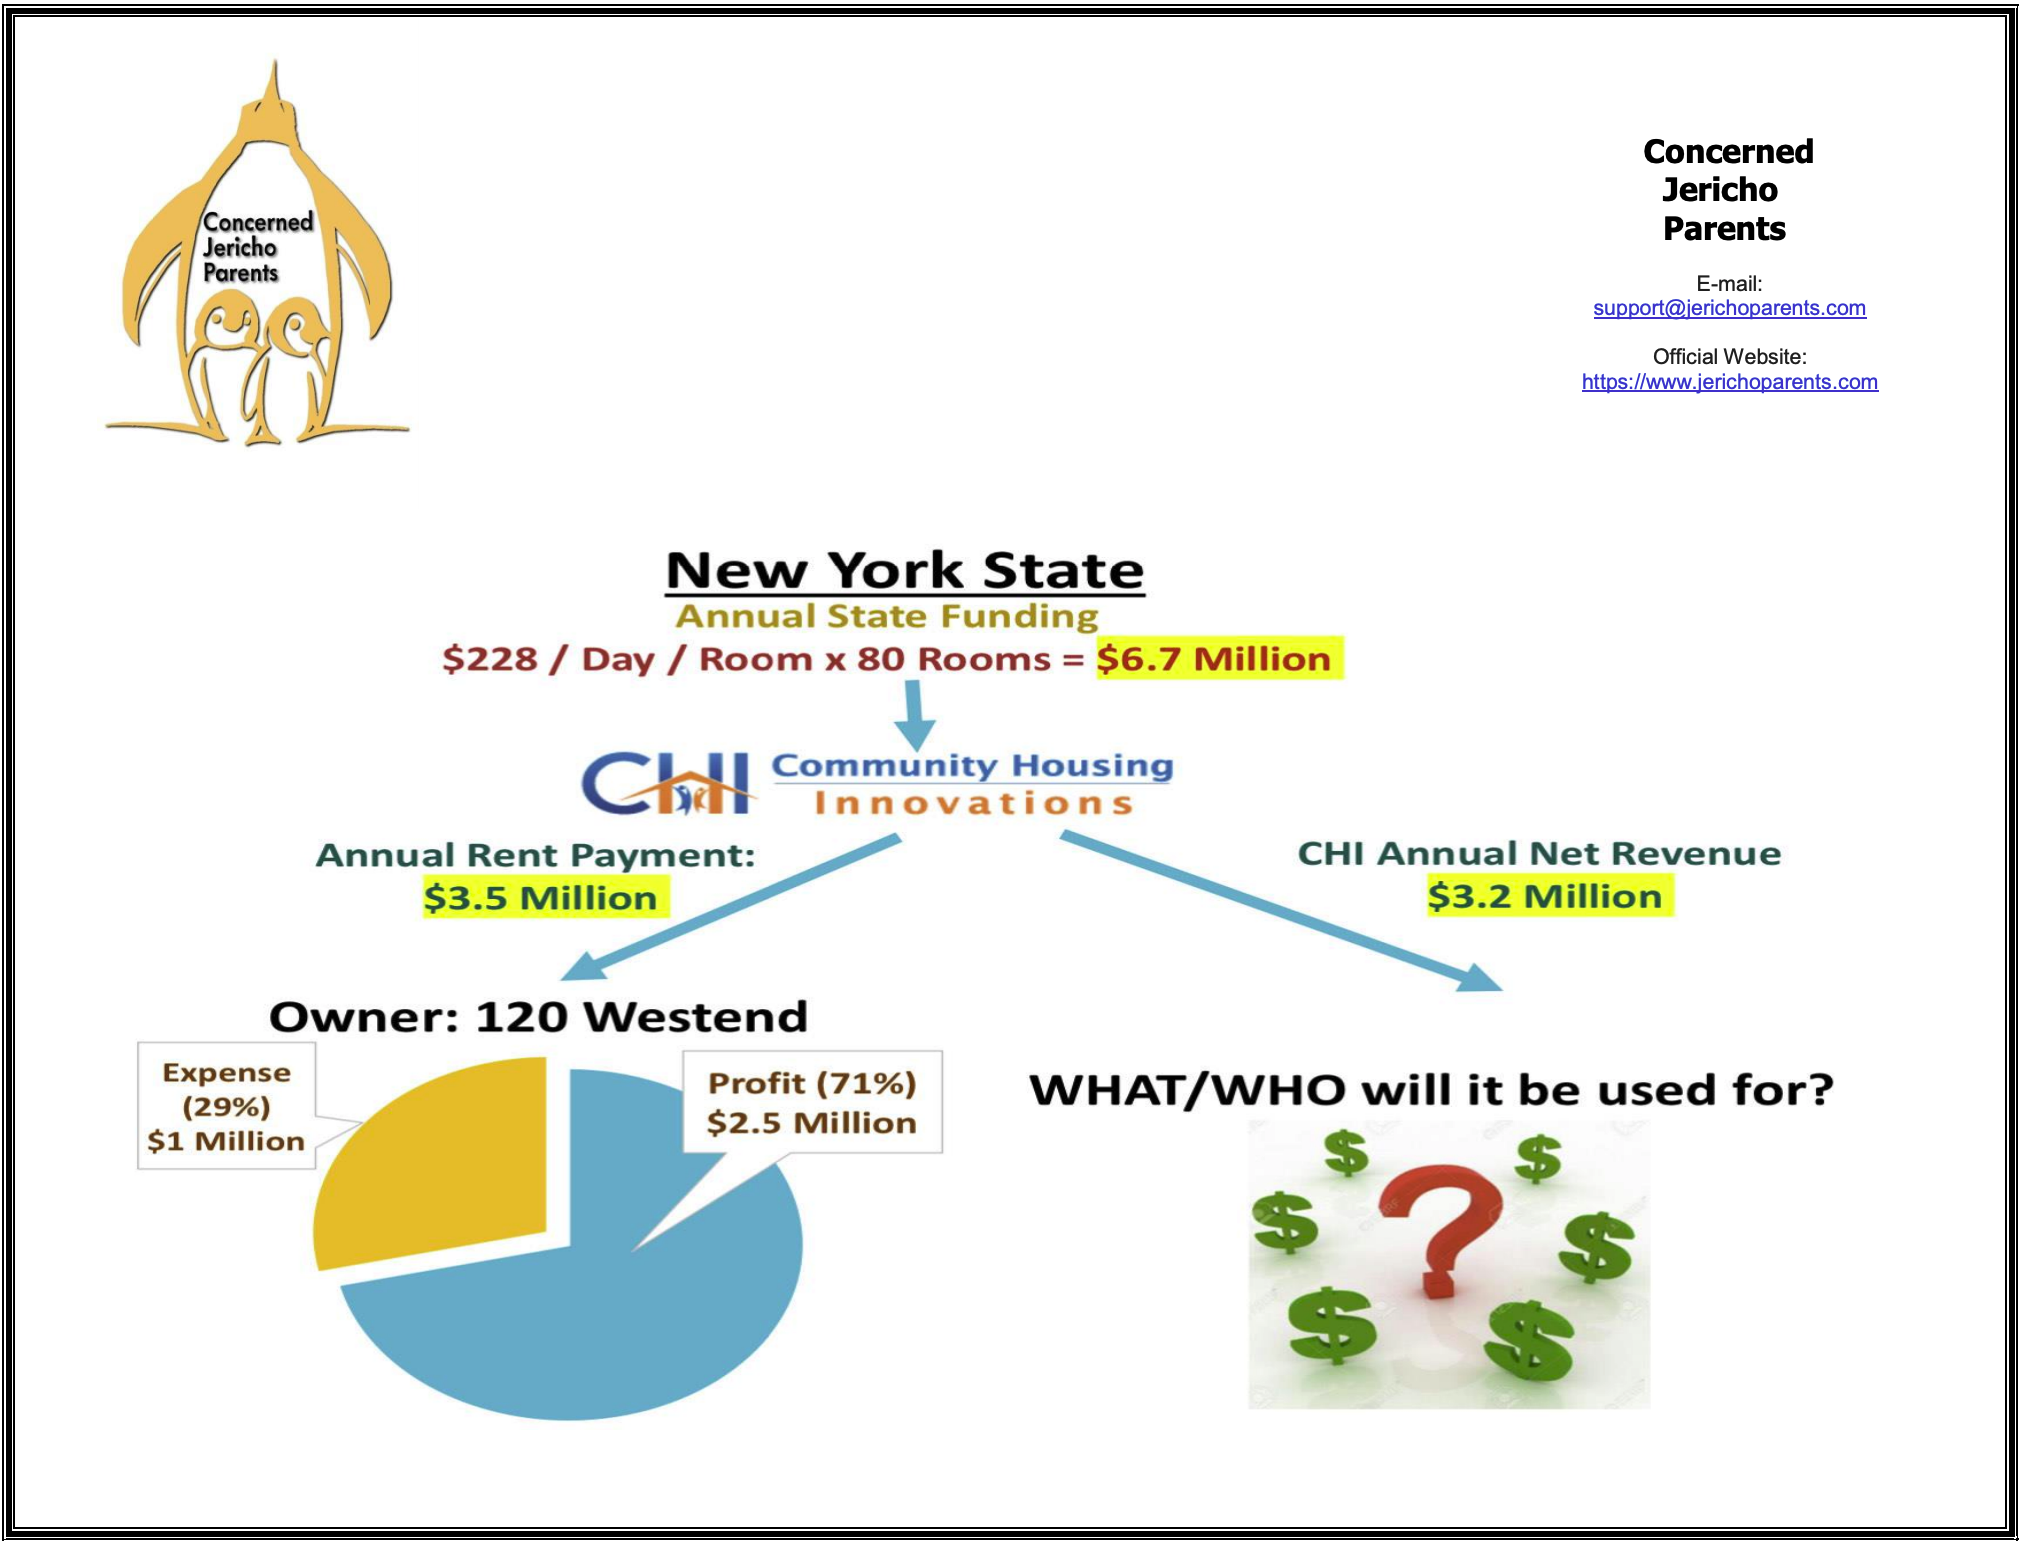 Concerned
Jericho
Parents
Concerned
Jericho
Parents
E-mail:
support@jerichoparents.com
Official Website:
https://www.jerichoparents.com
New York State
Annual State Funding
$228 / Day / Room x 80 Rooms = $6.7 Million
CHI
Community Housing
Innovations
Annual Rent Payment:
$3.5 Million
CHI Annual Net Revenue
$3.2 Million
Owner: 120 Westend
Expense
(29%)
$1 Million
Profit (71%)
$2.5 Million
WHAT/WHO will it be used for?